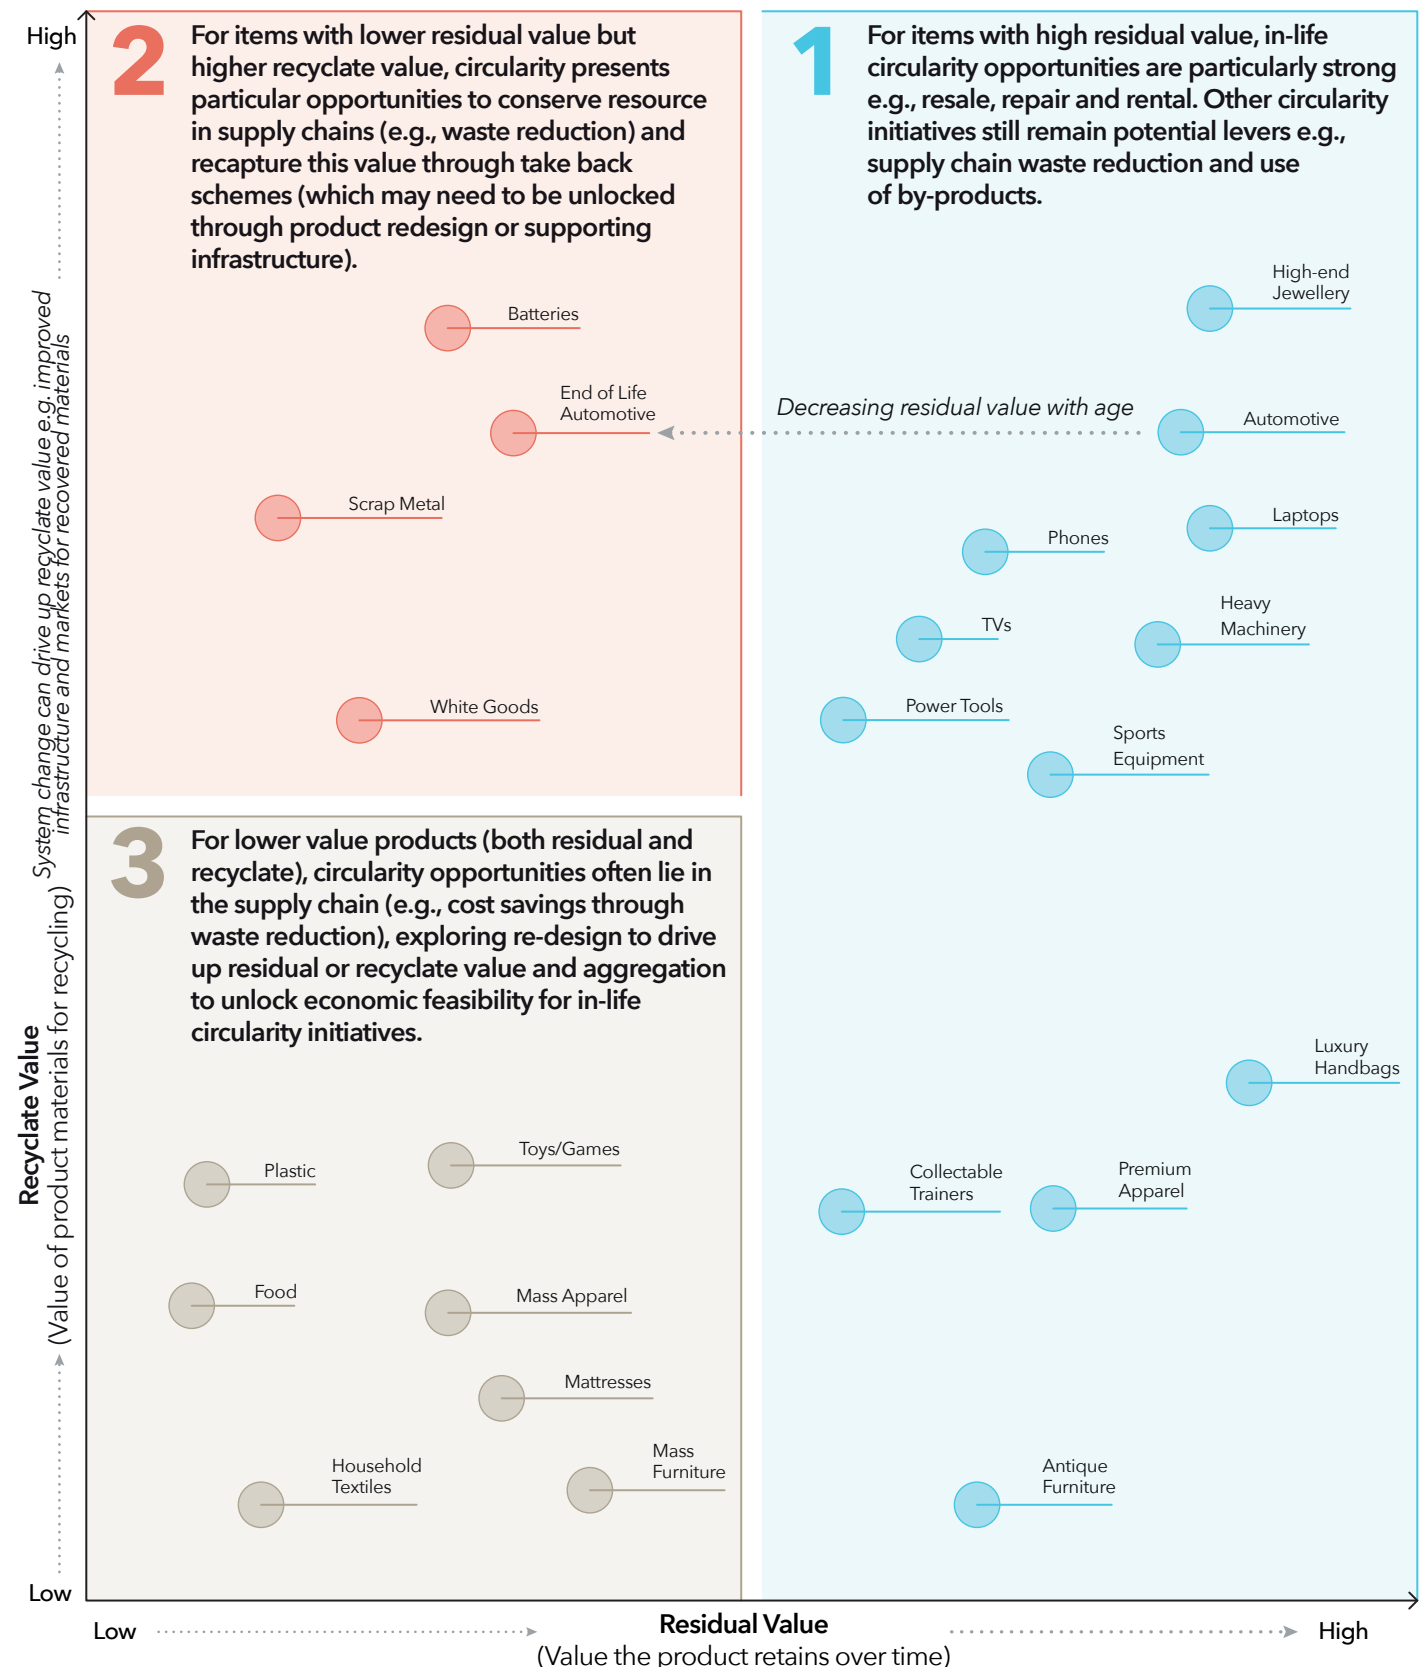 High
2
For items with lower residual value but
higher recyclate value, circularity presents
particular opportunities to conserve resource
in supply chains (e.g., waste reduction) and
recapture this value through take back
schemes (which may need to be unlocked
through product redesign or supporting
infrastructure).
1
For items with high residual value, in-life
circularity opportunities are particularly strong
e.g., resale, repair and rental. Other circularity
initiatives still remain potential levers e.g.,
supply chain waste reduction and use
of by-products.
Batteries
End of Life
Automotive
Scrap Metal
White Goods
Decreasing residual value with age
High-end
Jewellery
Automotive
Laptops
Phones
Heavy
Machinery
TVs
Power Tools
Sports
Equipment
Luxury
Handbags
Collectable
Trainers
Premium
Apparel
Antique
Furniture
3
For lower value products (both residual and
recyclate), circularity opportunities often lie in
the supply chain (e.g., cost savings through
waste reduction), exploring re-design to drive
up residual or recyclate value and aggregation
to unlock economic feasibility for in-life
circularity initiatives.
Plastic
Toys/Games
Food
Mass Apparel
Mattresses
Household
Textiles
Mass
Furniture
System change can drive up recyclate value e.g. improved
infrastructure and markets for recovered materials
Recyclate Value
(Value of product materials for recycling)
Low
Low
Residual Value
(Value the product retains over time)
High